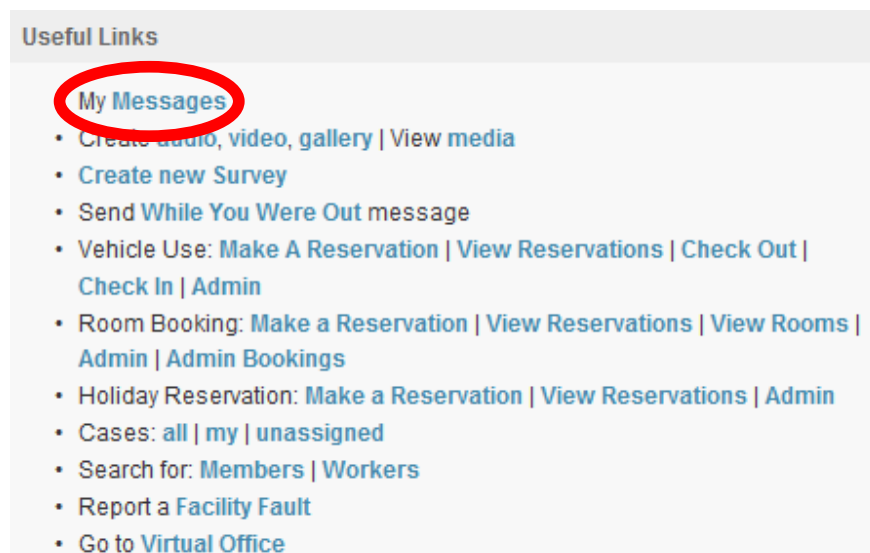 Useful Links
My Messages
• Create audio, video, gallery | View media
• Create new Survey
• Send While You Were Out message
• Vehicle Use: Make A Reservation | View Reservations | Check Out |
Check In | Admin
• Room Booking: Make a Reservation | View Reservations | View Rooms |
Admin | Admin Bookings
• Holiday Reservation: Make a Reservation | View Reservations | Admin
• Cases: all | my | unassigned
• Search for: Members | Workers
• Report a Facility Fault
• Go to Virtual Office